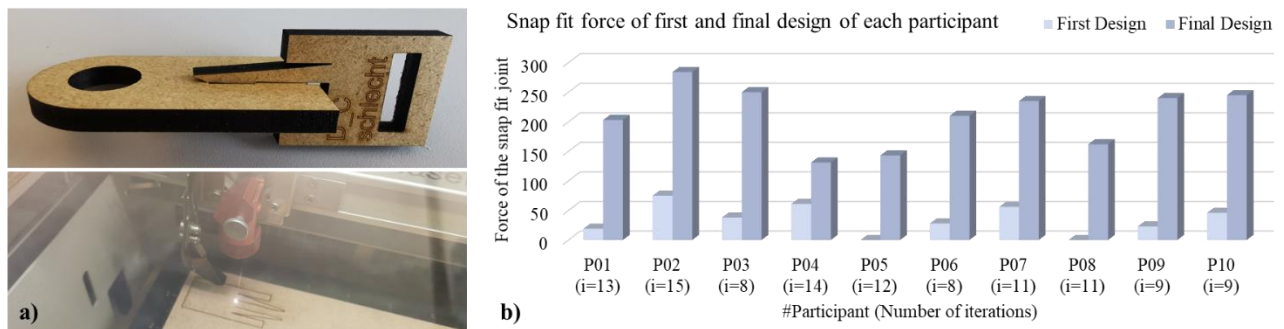 ID_C
schlecht
a)
Snap fit force of first and final design of each participant
First Design Final Design
Force of the snap fit joint
300
250
200
150
100
50
0
P01 P02 P03 P04 P05 P06 P07 P08 P09 P10
(i=13) (i=15) (i=8) (i=14) (i=12) (i=8) (i=11) (i=11) (i=9) (i=9)
#Participant (Number of iterations)
b)